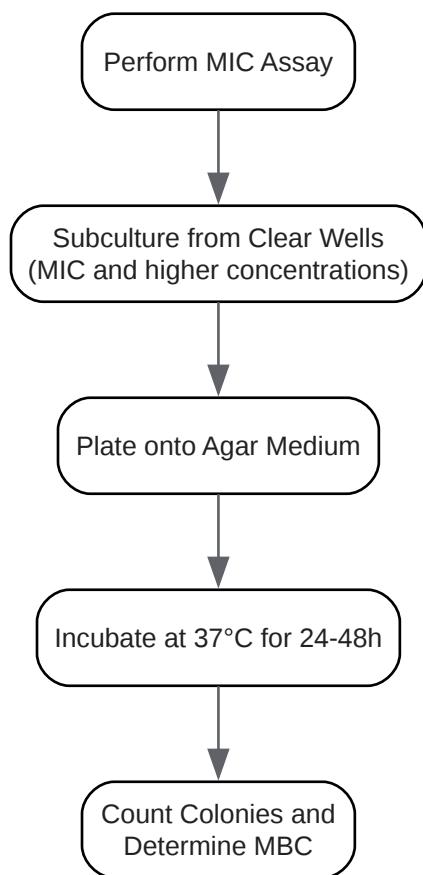 Perform MIC Assay
Subculture from Clear Wells
(MIC and higher concentrations)
Plate onto Agar Medium
Incubate at 37°C for 24-48h
Count Colonies and
Determine MBC